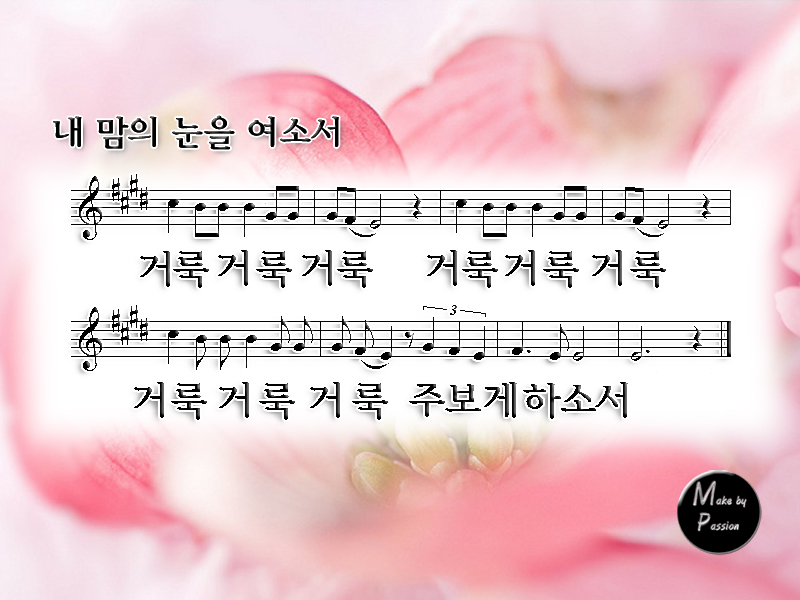 내 맘의 눈을 여소서
거룩 거룩 거룩 거룩 거룩 거룩
3
거룩 거룩 거룩 주보게하소서
Make by
Passion